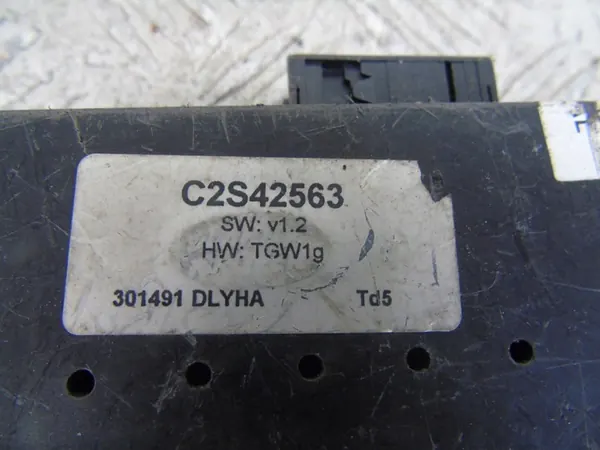 C2S42563
SW: v1.2
HW: TGW1g
301491 DLYHA Td5